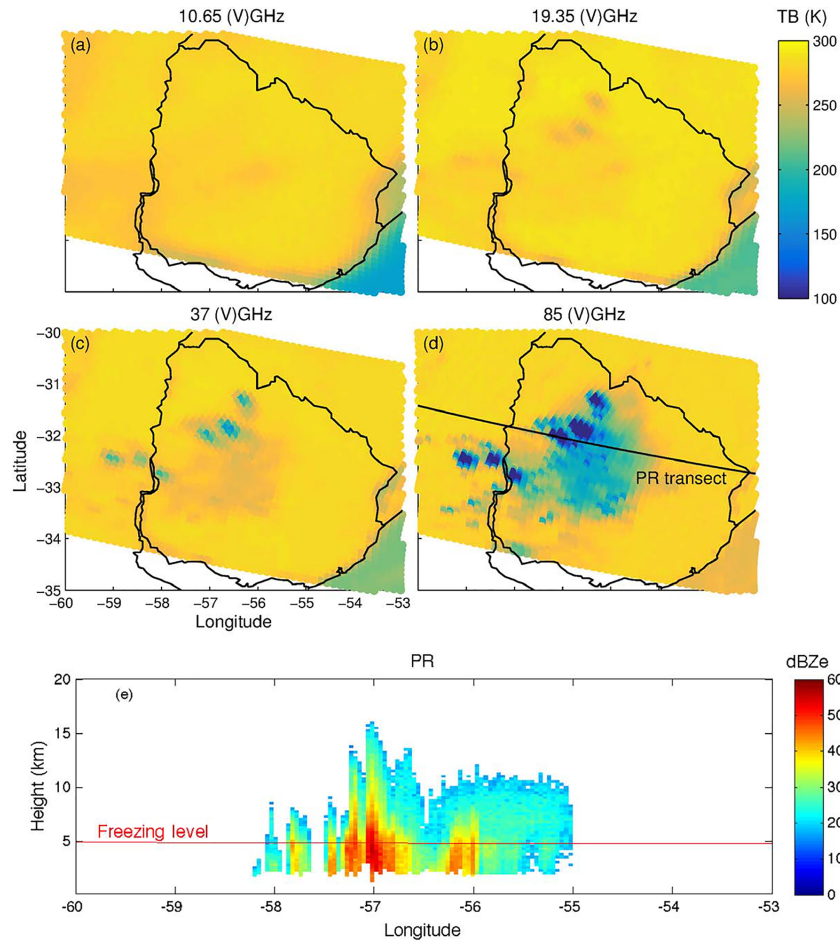 10.65 (V)GHz
19.35 (V)GHz
TB (K)
(a)
(b)
300
250
200
150
100
37 (V)GHz
85 (V)GHz
-30
-31
-32
-33
-34
-35
Latitude
(c)
(d)
PR transect
-60
-59
-58
-57
-56
-55
-54
-53
Longitude
PR
dBZe
20
15
10
5
0
Height (km)
(e)
Freezing level
60
50
40
30
20
10
0
-60
-59
-58
-57
-56
-55
-54
-53
Longitude